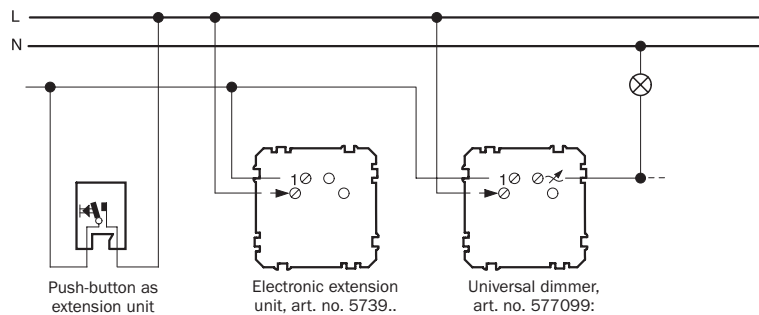 L
N
1
1
Push-button as
extension unit
Electronic extension
unit, art. no. 5739..
Universal dimmer,
art. no. 577099: